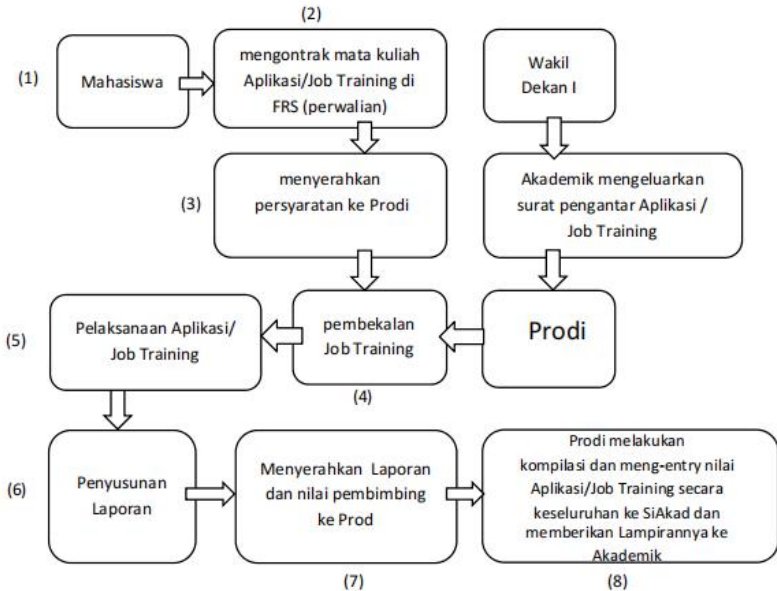 (2)
(1)
Mahasiswa
mengontrak mata kuliah
Aplikasi/Job Training di
FRS (perwalian)
Wakil
Dekan I
(3)
menyerahkan
persyaratan ke Prodi
Akademik mengeluarkan
surat pengantar Aplikasi /
Job Training
(5)
Pelaksanaan Aplikasi/
Job Training
pembekalan
Job Training
Prodi
(4)
(6)
Penyusunan
Laporan
Menyerahkan Laporan
dan nilai pembimbing
ke Prod
Prodi melakukan
kompilasi dan meng-entry nilai
Aplikasi/Job Training secara
keseluruhan ke SiAkad dan
memberikan Lampirannya ke
Akademik
(7)
(8)